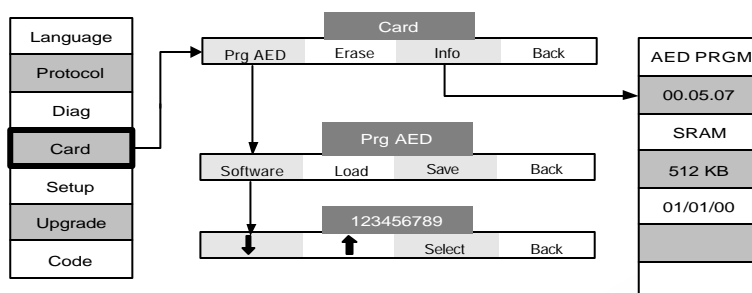 Language
Protocol
Diag
Card
Setup
Upgrade
Code
Card
Prg AED Erase Info Back
Prg AED
Software Load Save Back
123456789
Select Back
AED PRGM
00.05.07
SRAM
512 KB
01/01/00